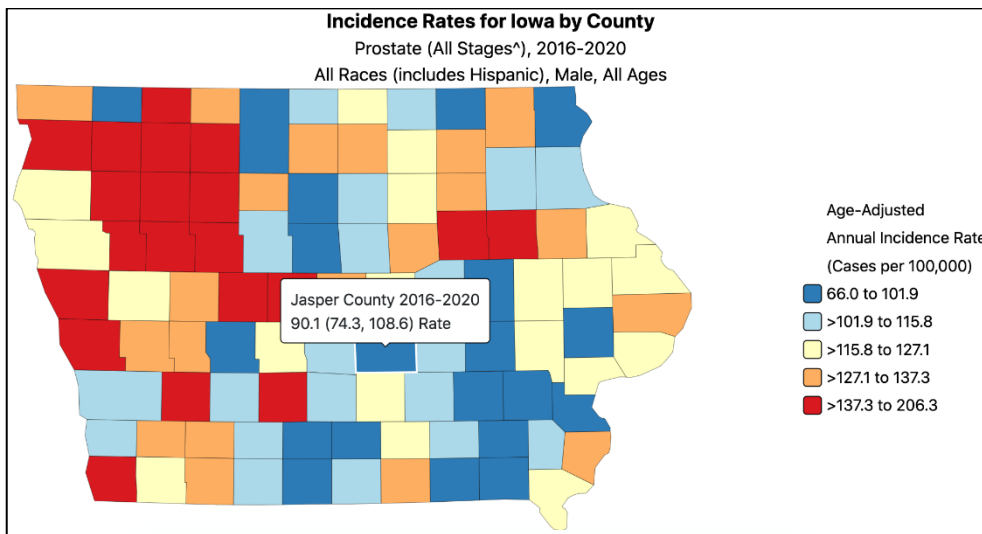 Incidence Rates for Iowa by County
Prostate (All Stages^), 2016-2020
All Races (includes Hispanic), Male, All Ages
Jasper County 2016-2020
90.1 (74.3, 108.6) Rate
Age-Adjusted
Annual Incidence Rate
(Cases per 100,000)
66.0 to 101.9
>101.9 to 115.8
>115.8 to 127.1
>127.1 to 137.3
>137.3 to 206.3